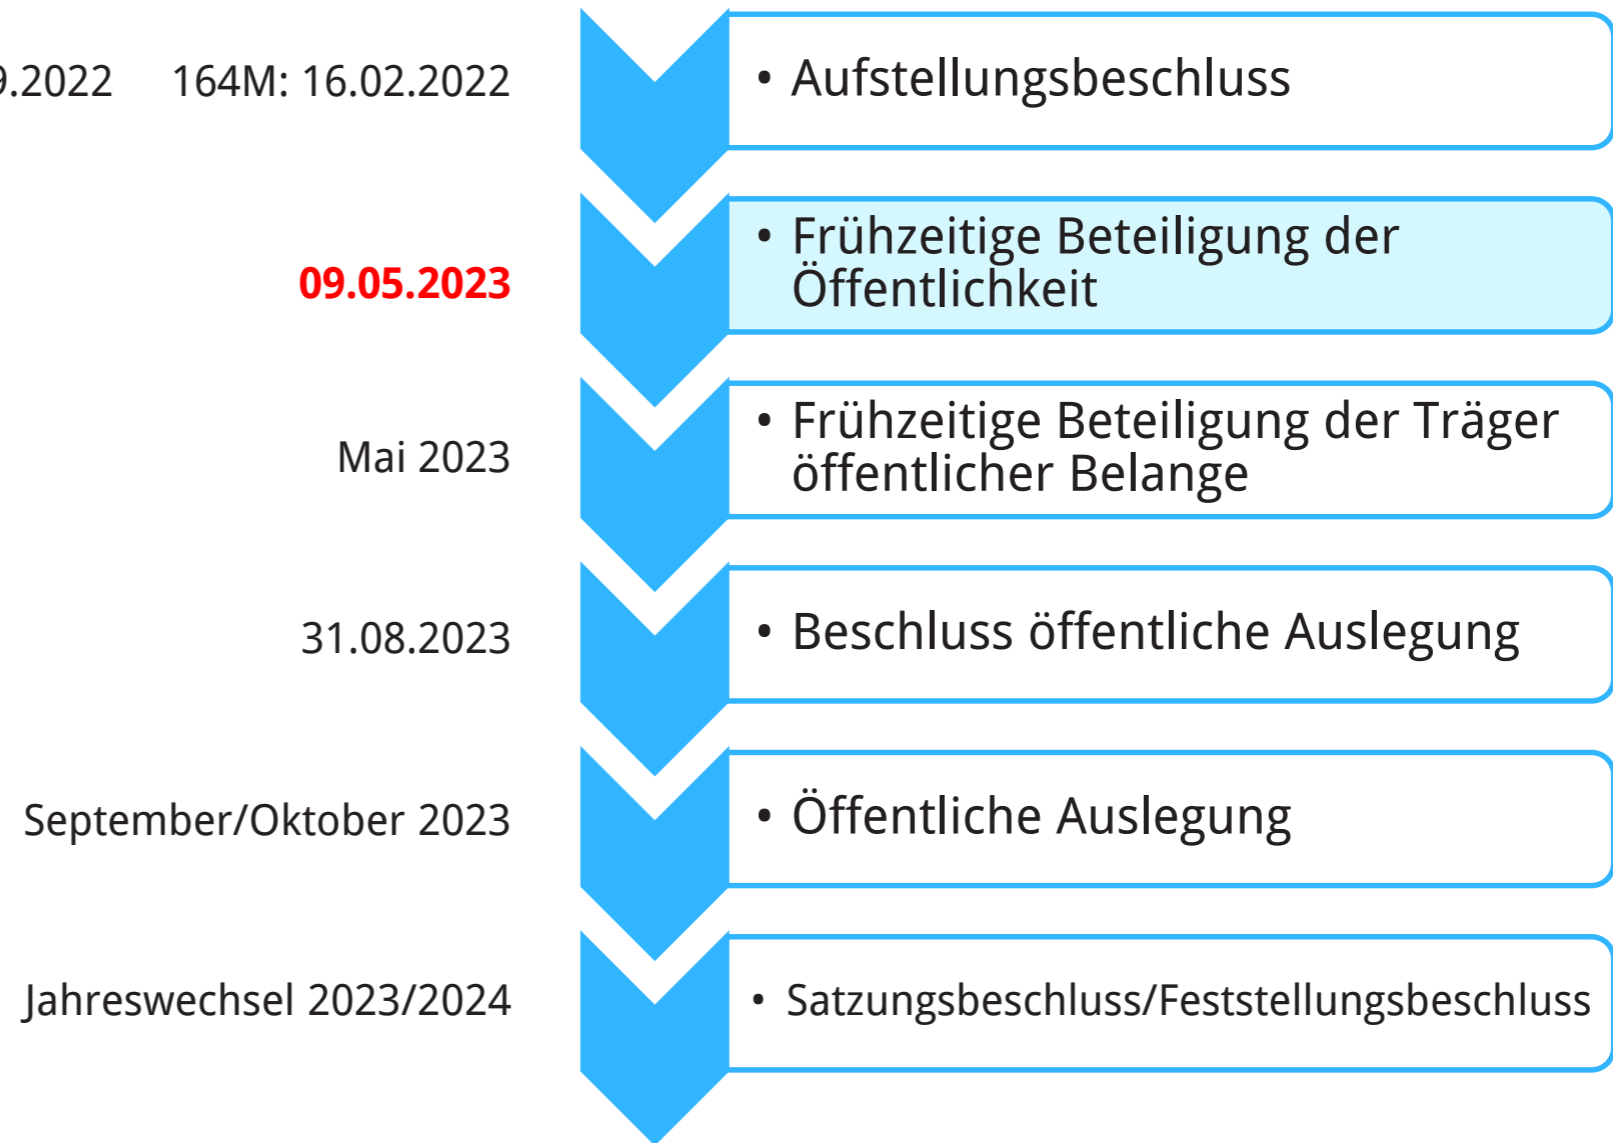 9.2022 164M: 16.02.2022
• Aufstellungsbeschluss
09.05.2023
• Frühzeitige Beteiligung der
Öffentlichkeit
Mai 2023
• Frühzeitige Beteiligung der Träger
öffentlicher Belange
31.08.2023
• Beschluss öffentliche Auslegung
September/Oktober 2023
• Öffentliche Auslegung
Jahreswechsel 2023/2024
• Satzungsbeschluss/Feststellungsbeschluss